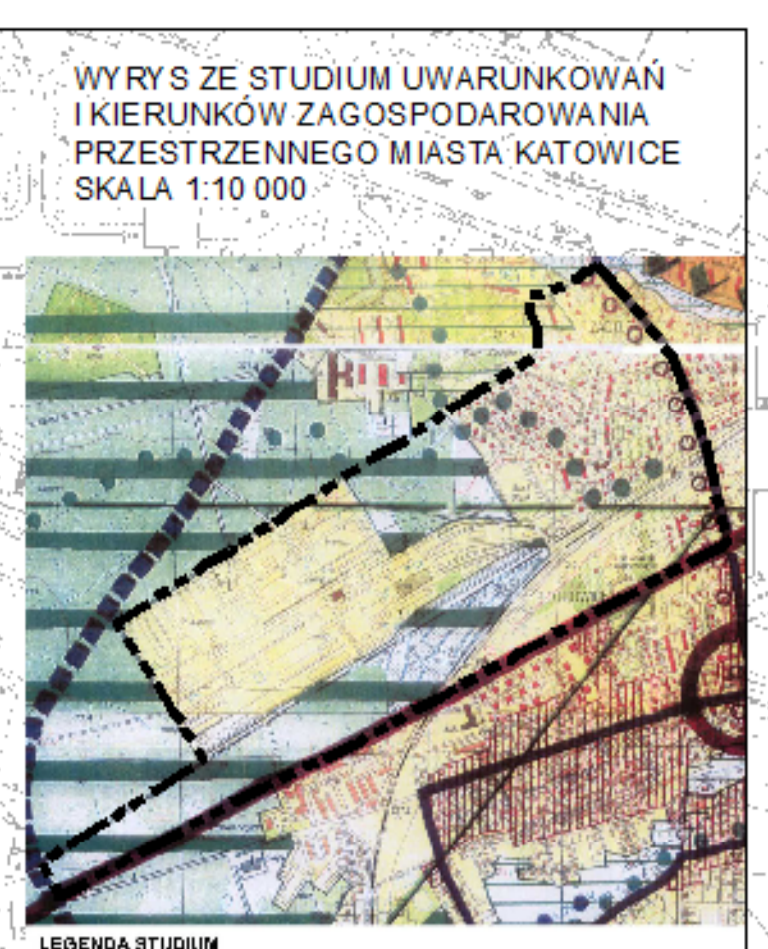 WYRYS ZE STUDIUM UWARUNKOWAŃ
I KIERUNKÓW ZAGOSPODAROWANIA
PRZESTRZENNEGO MIASTA KATOWICE
SKALA 1:10 000
LEGENDA STUDIUM